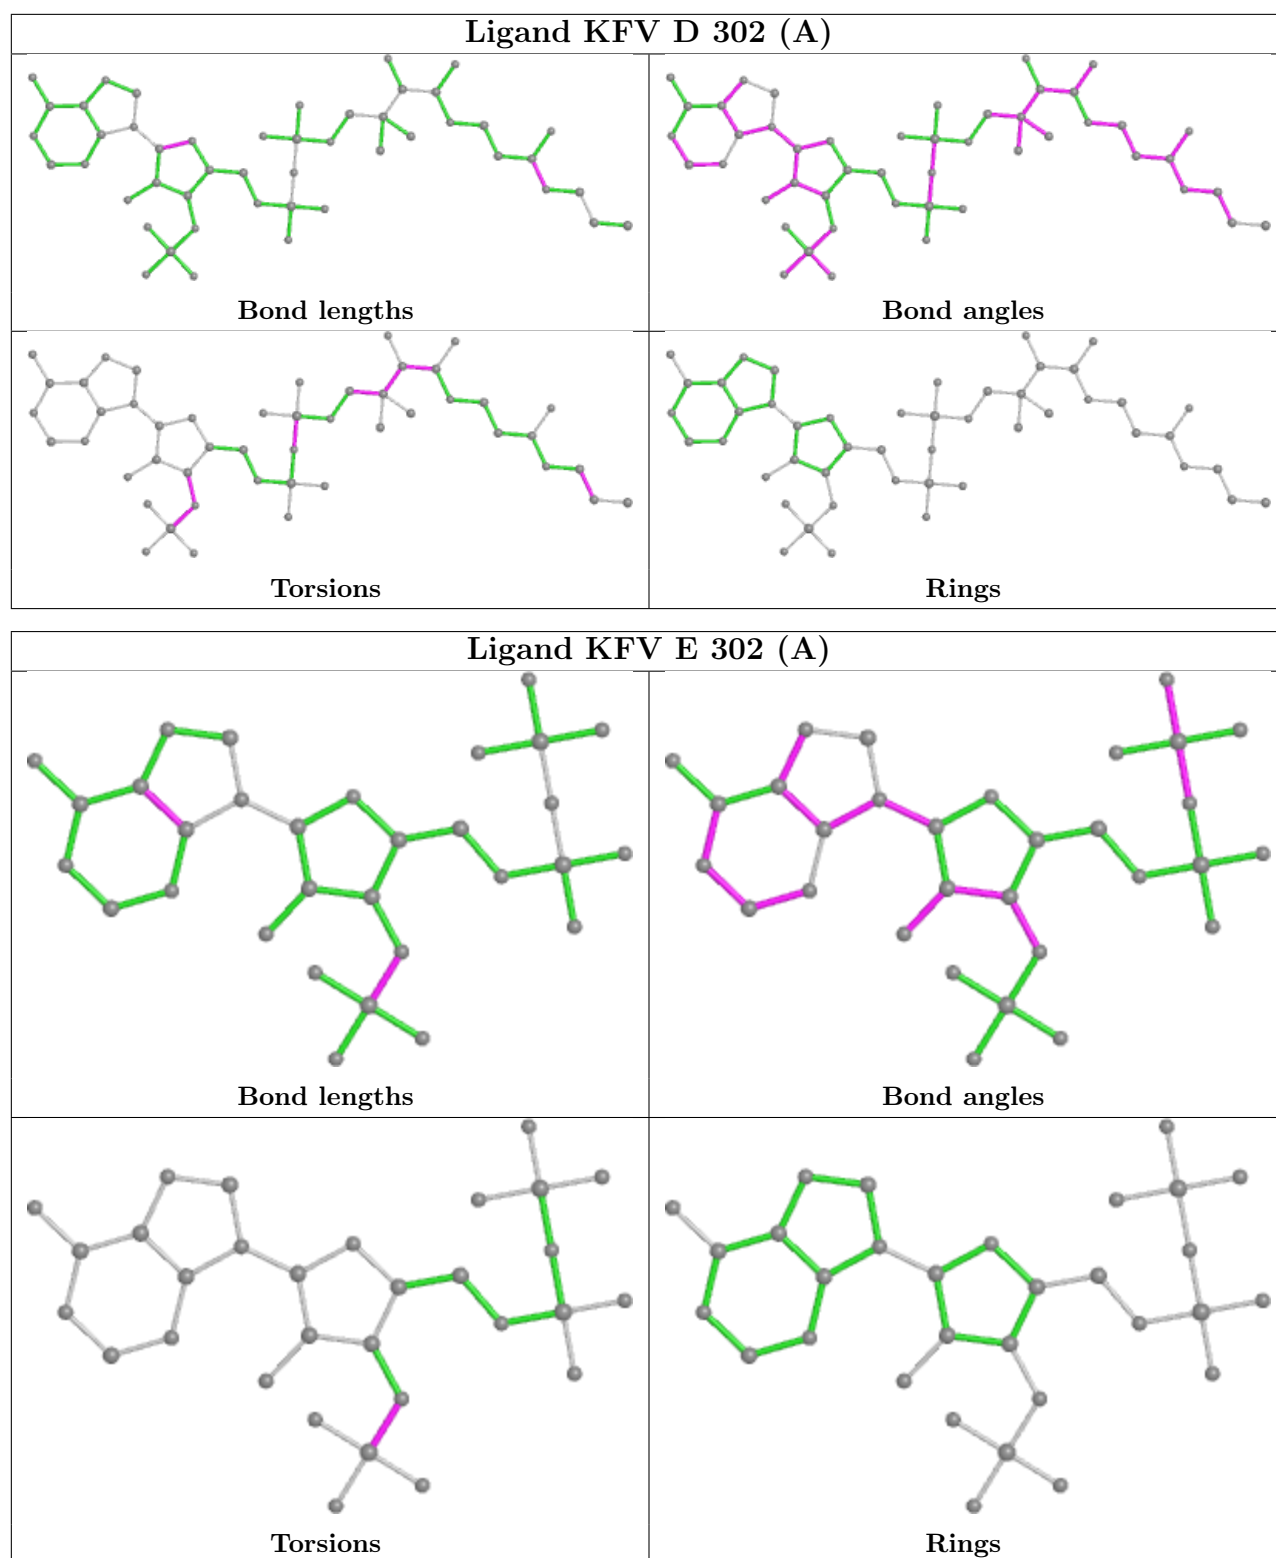 Ligand KFV D 302 (A)
Bond lengths
Bond angles
Torsions
Rings
Ligand KFV E 302 (A)
Bond lengths
Bond angles
Torsions
Rings